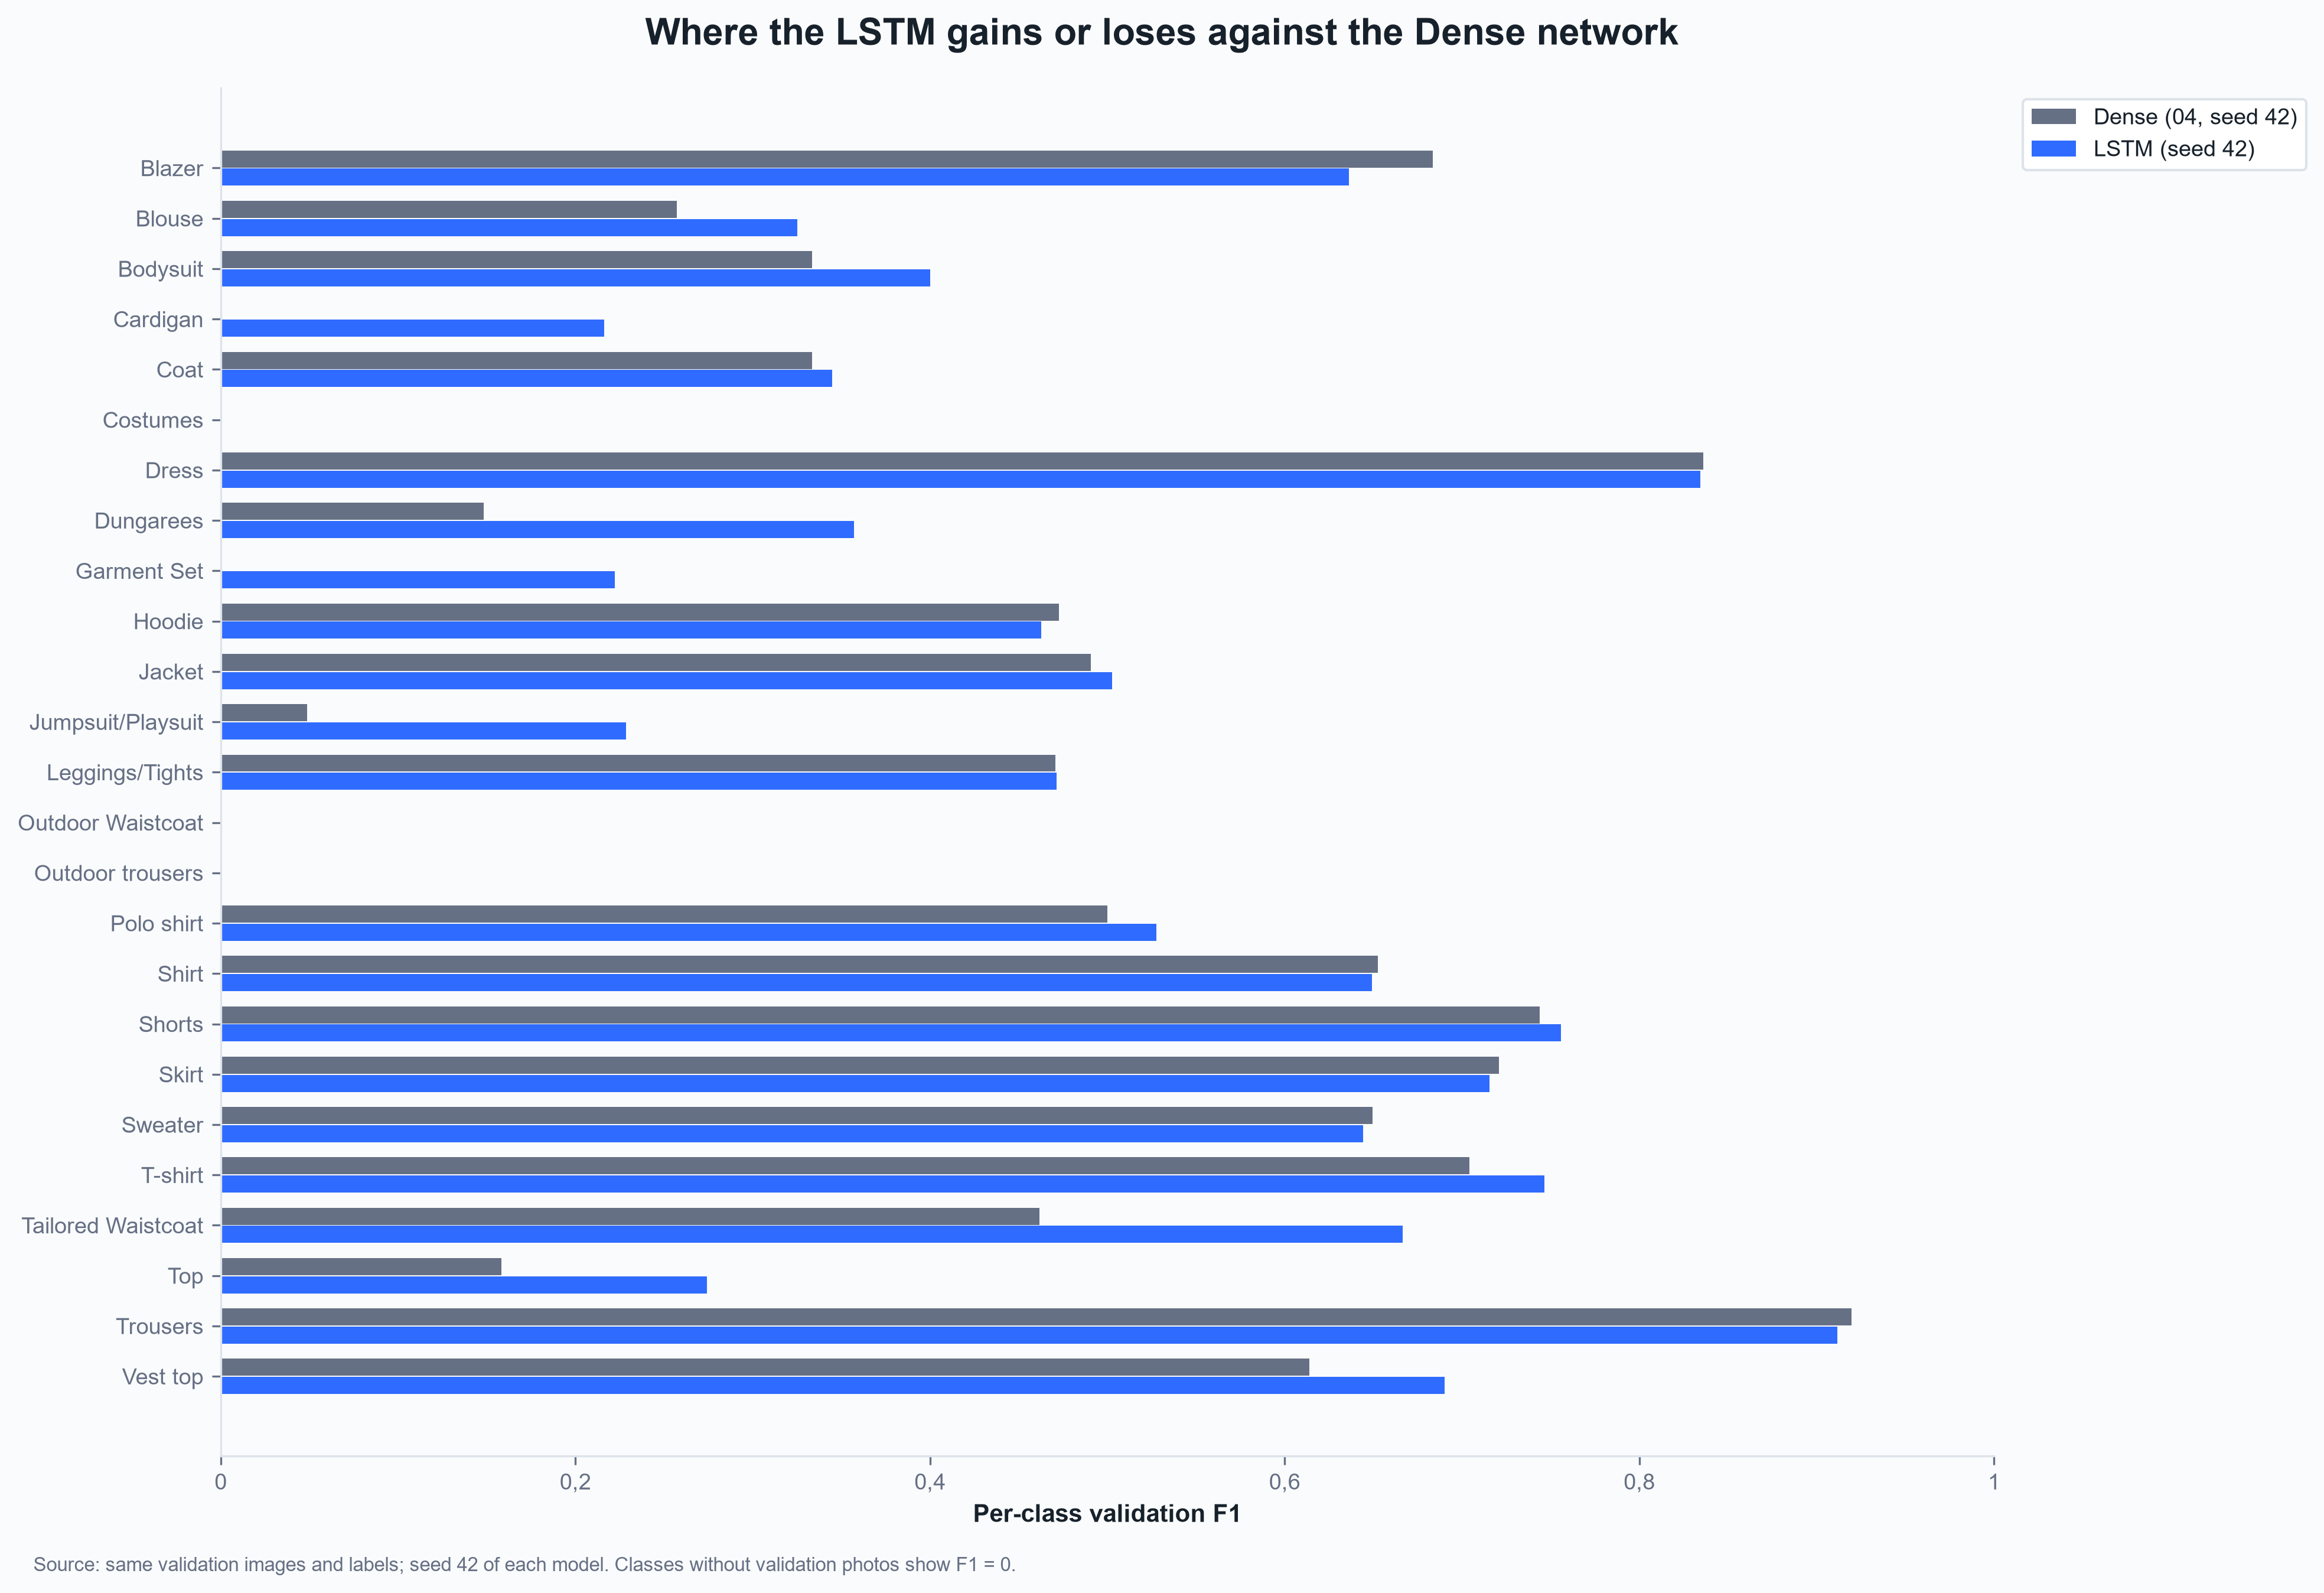 Where the LSTM gains or loses against the Dense network
Dense (04, seed 42)
LSTM (seed 42)
Blazer
Blouse
Bodysuit
Cardigan
Coat
Costumes
Dress
Dungarees
Garment Set
Hoodie
Jacket
Jumpsuit/Playsuit
Leggings/Tights
Outdoor Waistcoat
Outdoor trousers
Polo shirt
Shirt
Shorts
Skirt
Sweater
T-shirt
Tailored Waistcoat
Top
Trousers
Vest top
0 0,2 0,4 0,6 0,8 1
Per-class validation F1
Source: same validation images and labels; seed 42 of each model. Classes without validation photos show F1 = 0.